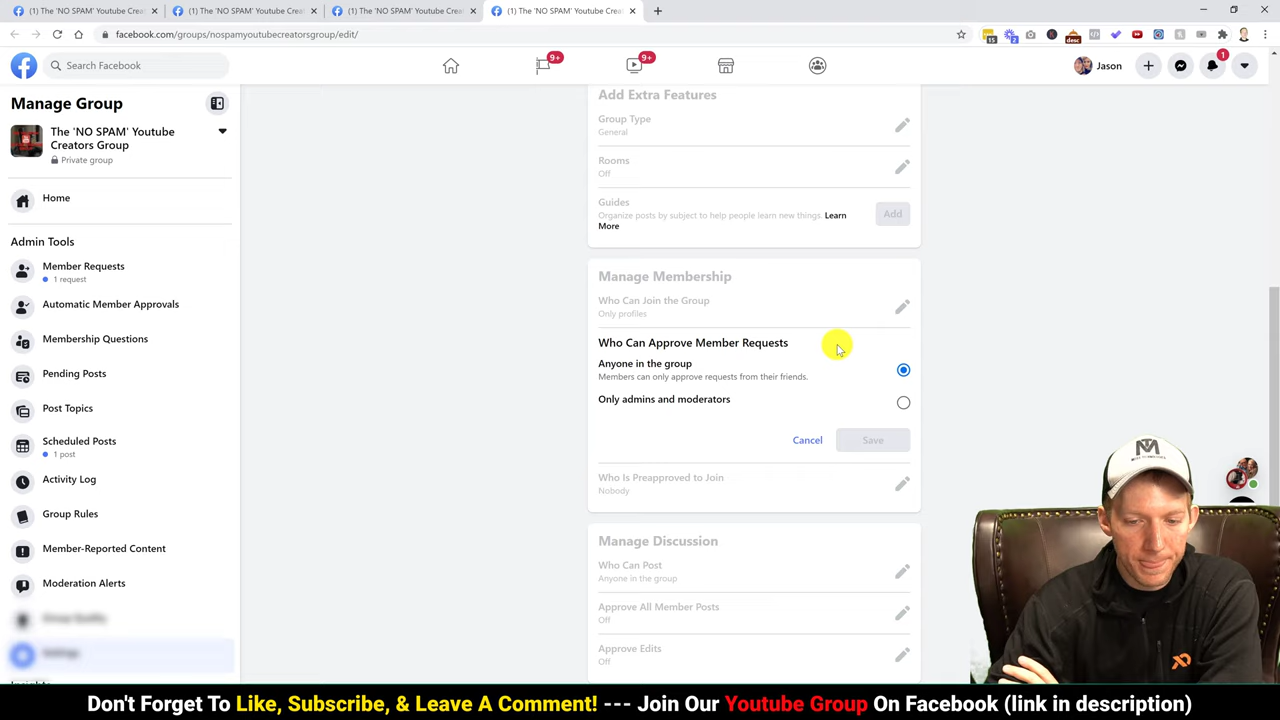 (1) The 'NO SPAM' Youtube Creat
(1) The 'NO SPAM' Youtube Creat
(1) The 'NO SPAM' Youtube Creat
(1) The 'NO SPAM' Youtube Creat
facebook.com/groups/nospamyoutubecreatorsgroup/edit/
Search Facebook
9+
9+
Jason
1
Manage Group
The 'NO SPAM' Youtube
Creators Group
Private group
Home
Admin Tools
Member Requests
1 request
Automatic Member Approvals
Membership Questions
Pending Posts
Post Topics
Scheduled Posts
1 post
Activity Log
Group Rules
Member-Reported Content
Moderation Alerts
Group Quality
Settings
Add Extra Features
Group Type
General
Rooms
Off
Guides
Organize posts by subject to help people learn new things. Learn
More
Add
Manage Membership
Who Can Join the Group
Only profiles
Who Can Approve Member Requests
Anyone in the group
Members can only approve requests from their friends.
Only admins and moderators
Cancel Save
Who Is Preapproved to Join
Nobody
Manage Discussion
Who Can Post
Anyone in the group
Approve All Member Posts
Off
Approve Edits
Off
Don't Forget To Like, Subscribe, & Leave A Comment! --- Join Our Youtube Group On Facebook (link in description)